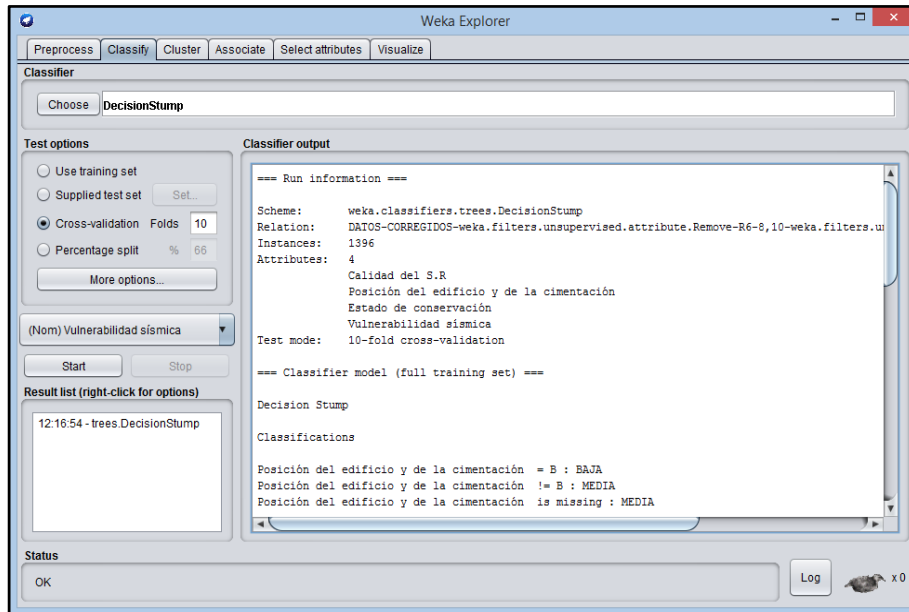 Weka Explorer
Preprocess Classify Cluster Associate Select attributes Visualize
Classifier
Choose DecisionStump
Test options
Use training set
Supplied test set Set...
Cross-validation Folds 10
Percentage split % 66
More options...
(Nom) Vulnerabilidad sísmica
Start Stop
Result list (right-click for options)
12:16:54 - trees.DecisionStump
Classifier output
=== Run information ===
Scheme: weka.classifiers.trees.DecisionStump
Relation: DATOS-CORREGIDOS-weka.filters.unsupervised.attribute.Remove-R6-8,10-weka.filters.u
Instances: 1396
Attributes: 4
Calidad del S.R
Posición del edificio y de la cimentación
Estado de conservación
Vulnerabilidad sísmica
Test mode: 10-fold cross-validation
=== Classifier model (full training set) ===
Decision Stump
Classifications
Posición del edificio y de la cimentación = B : BAJA
Posición del edificio y de la cimentación != B : MEDIA
Posición del edificio y de la cimentación is missing : MEDIA
Status
OK
Log x 0